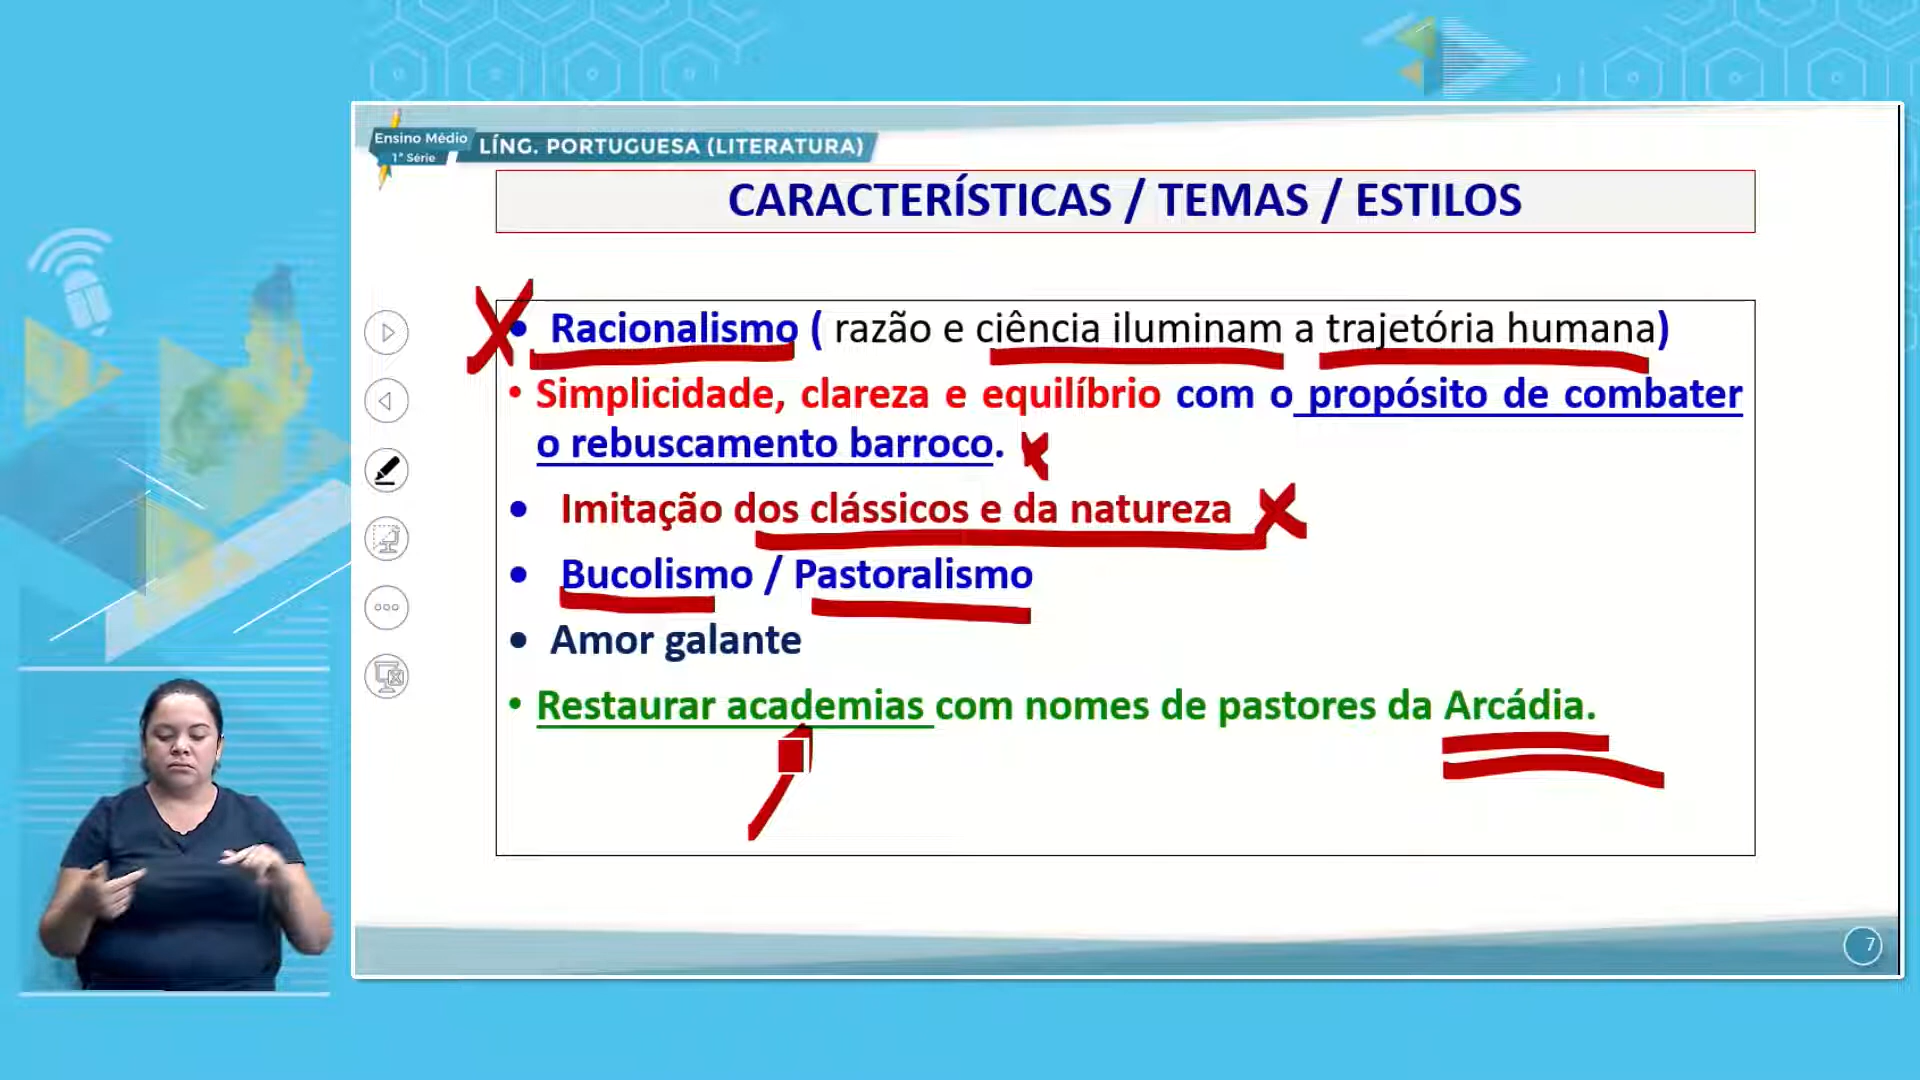 Ensino Médio
1ª Série
LÍNG. PORTUGUESA (LITERATURA)
CARACTERÍSTICAS / TEMAS / ESTILOS
• Racionalismo ( razão e ciência iluminam a trajetória humana)
• Simplicidade, clareza e equilíbrio com o propósito de combater
o rebuscamento barroco.
• Imitação dos clássicos e da natureza
• Bucolismo / Pastoralismo
• Amor galante
• Restaurar academias com nomes de pastores da Arcádia.
7